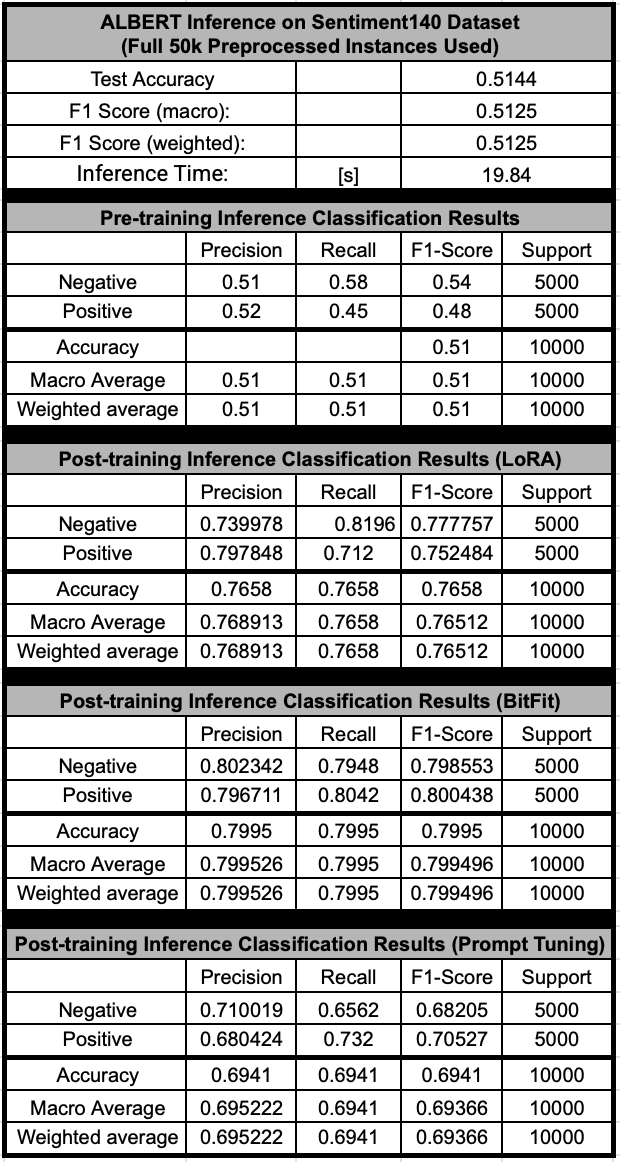 ALBERT Inference on Sentiment140 Dataset
(Full 50k Preprocessed Instances Used)
Test Accuracy 0.5144
F1 Score (macro): 0.5125
F1 Score (weighted): 0.5125
Inference Time: [s] 19.84
Pre-training Inference Classification Results
Precision Recall F1-Score Support
Negative 0.51 0.58 0.54 5000
Positive 0.52 0.45 0.48 5000
Accuracy 0.51 10000
Macro Average 0.51 0.51 0.51 10000
Weighted average 0.51 0.51 0.51 10000
Post-training Inference Classification Results (LoRA)
Precision Recall F1-Score Support
Negative 0.739978 0.8196 0.777757 5000
Positive 0.797848 0.712 0.752484 5000
Accuracy 0.7658 0.7658 0.7658 10000
Macro Average 0.768913 0.7658 0.76512 10000
Weighted average 0.768913 0.7658 0.76512 10000
Post-training Inference Classification Results (BitFit)
Precision Recall F1-Score Support
Negative 0.802342 0.7948 0.798553 5000
Positive 0.796711 0.8042 0.800438 5000
Accuracy 0.7995 0.7995 0.7995 10000
Macro Average 0.799526 0.7995 0.799496 10000
Weighted average 0.799526 0.7995 0.799496 10000
Post-training Inference Classification Results (Prompt Tuning)
Precision Recall F1-Score Support
Negative 0.710019 0.6562 0.68205 5000
Positive 0.680424 0.732 0.70527 5000
Accuracy 0.6941 0.6941 0.6941 10000
Macro Average 0.695222 0.6941 0.69366 10000
Weighted average 0.695222 0.6941 0.69366 10000